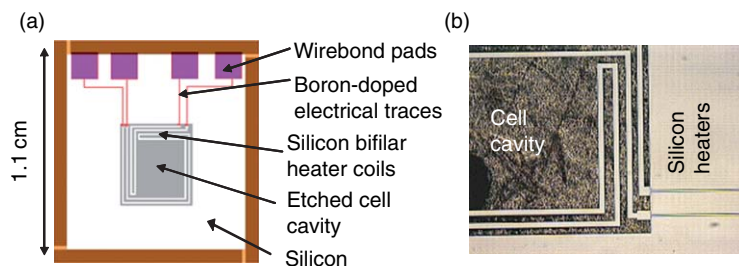 (a)
Wirebond pads
Boron-doped
electrical traces
Silicon bifilar
heater coils
Etched cell
cavity
Silicon
1.1 cm
(b)
Cell
cavity
Silicon
heaters